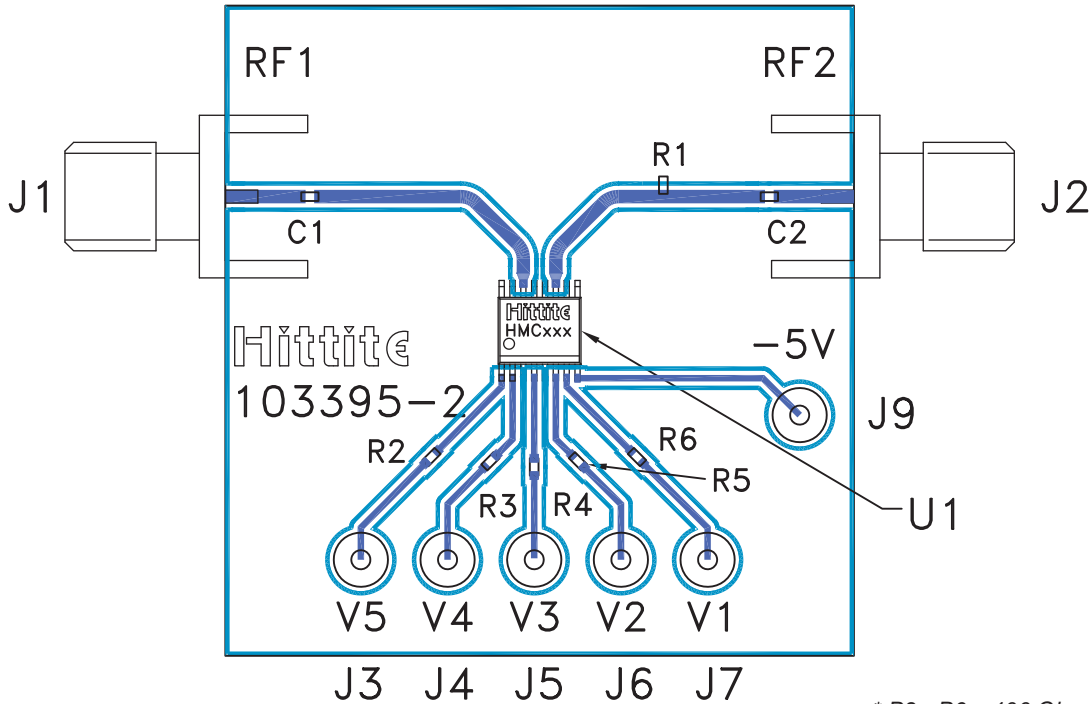 RF1 RF2
R1
J1 J2
C1 C2
Hittite
HMCxxx
Hittite
-5V
103395-2
J9
R2 R6
R3 R4 R5
U1
V5 V4 V3 V2 V1
J3 J4 J5 J6 J7